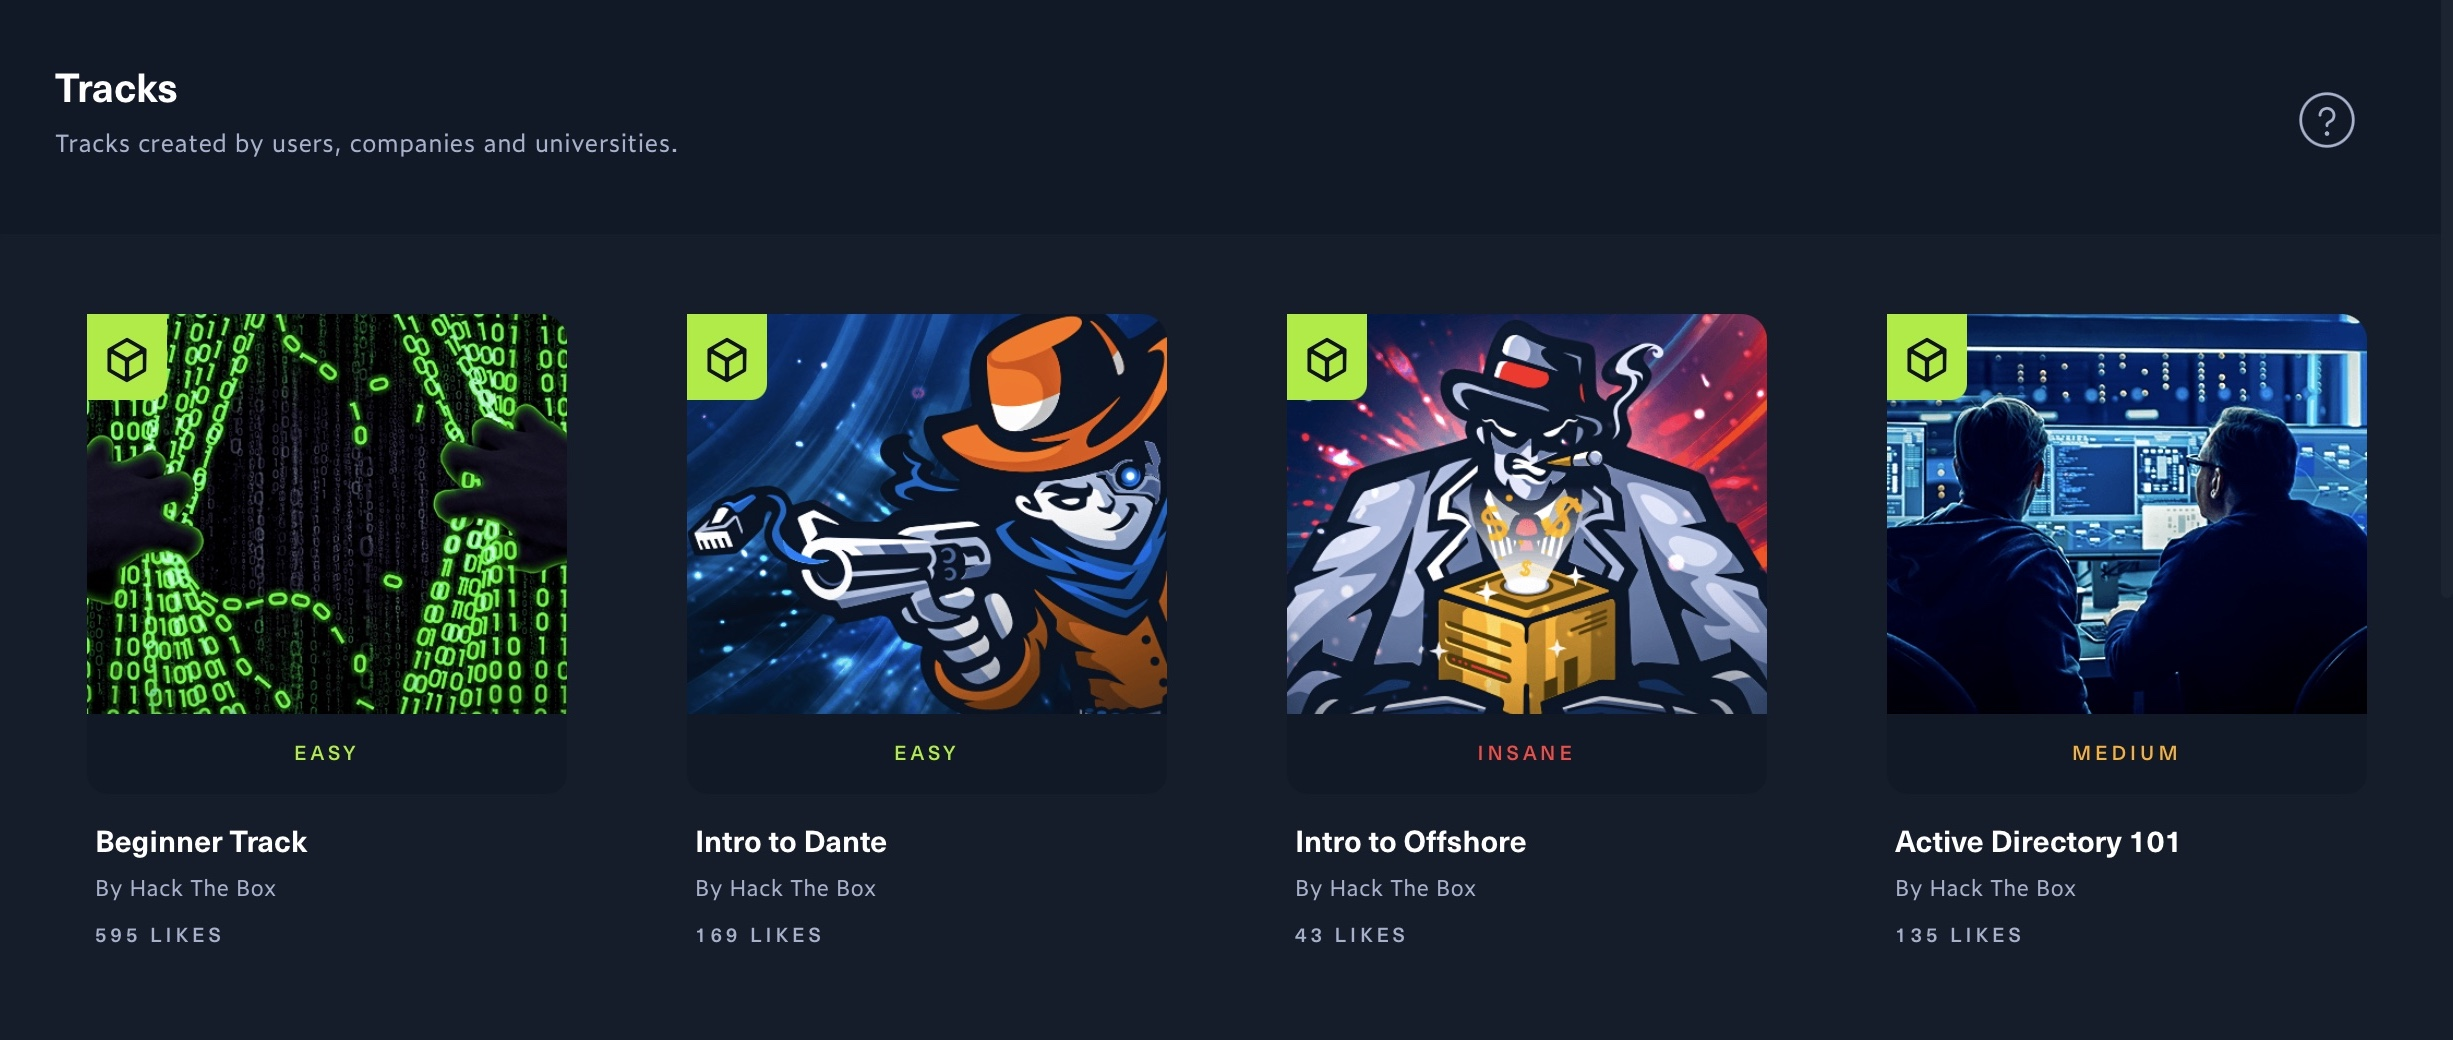 Tracks
Tracks created by users, companies and universities.
EASY
Beginner Track
By Hack The Box
595 LIKES
EASY
Intro to Dante
By Hack The Box
169 LIKES
INSANE
Intro to Offshore
By Hack The Box
43 LIKES
MEDIUM
Active Directory 101
By Hack The Box
135 LIKES